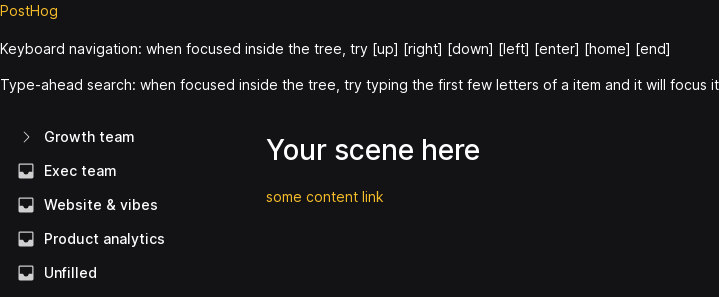 PostHog
Keyboard navigation: when focused inside the tree, try [up] [right] [down] [left] [enter] [home] [end]
Type-ahead search: when focused inside the tree, try typing the first few letters of a item and it will focus it
Growth team
Exec team
Website & vibes
Product analytics
Unfilled
Your scene here
some content link